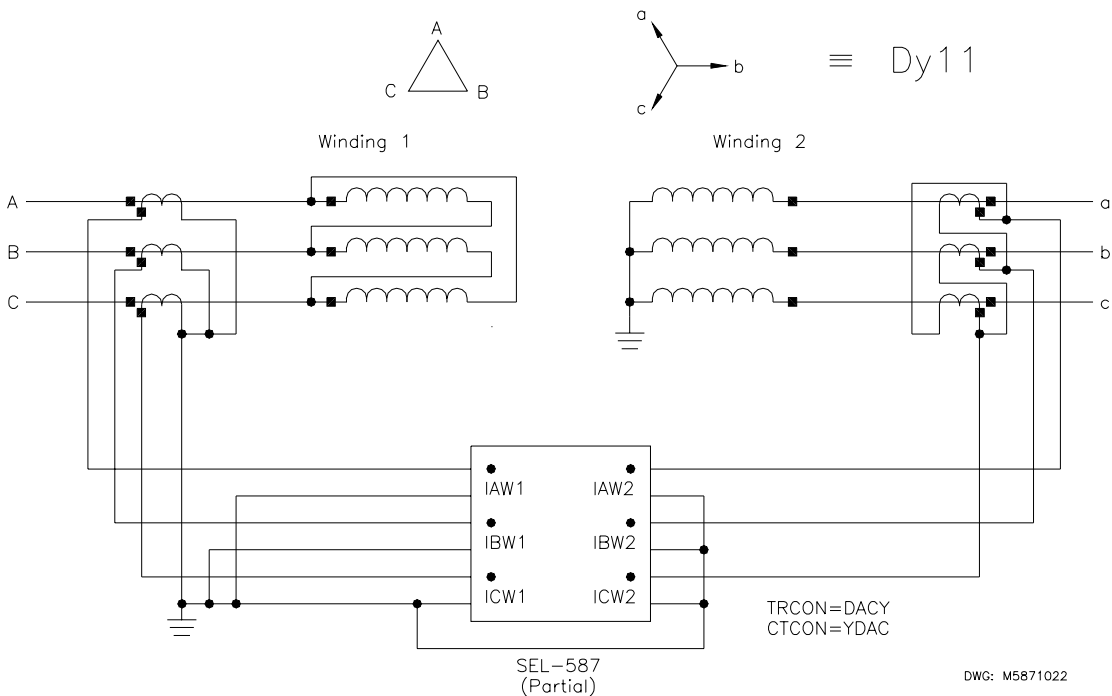 A
C
B
a
b
c
≡ Dy11
Winding 1
Winding 2
A
B
C
a
b
c
IAW1
IAW2
IBW1
IBW2
ICW1
ICW2
TRCON=DACY
CTCON=YDAC
SEL-587
(Partial)
DWG: M5871022